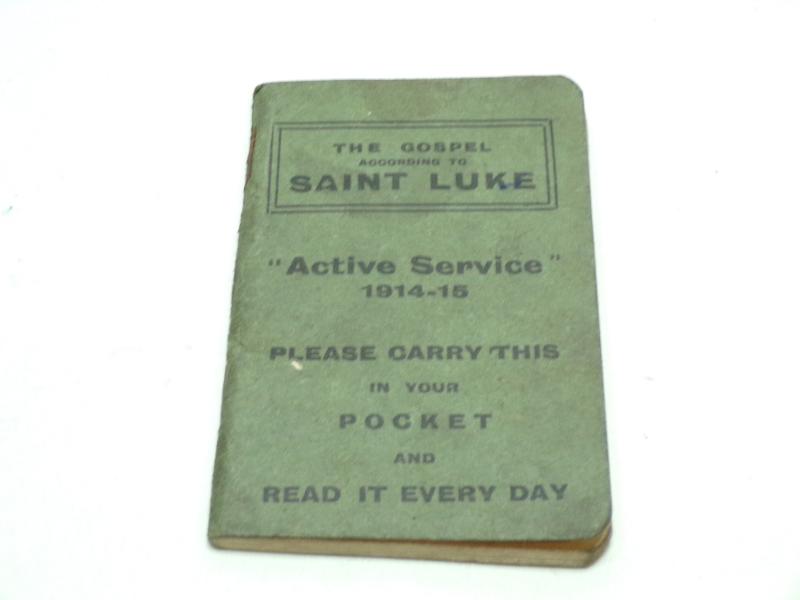 THE GOSPEL
ACCORDING TO
SAINT LUKE
"Active Service"
1914-15
PLEASE CARRY THIS
IN YOUR
POCKET
AND
READ IT EVERY DAY